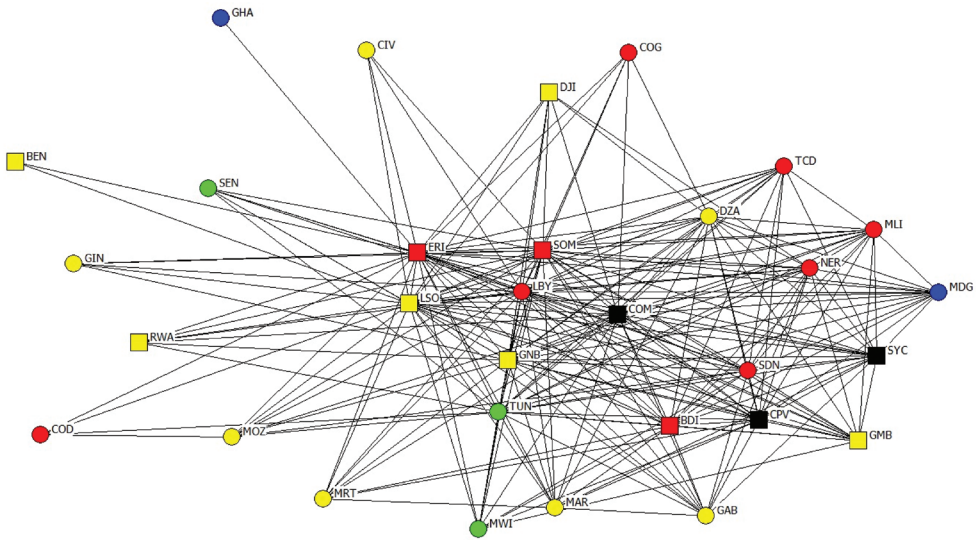 GHA
CIV
COG
DJI
BEN
TCD
SEN
DZA
MLI
ERI
SOM
GIN
NER
LBY
MDG
LSO
COM
RWA
SYC
GNB
SDN
TUN
CPV
BDI
COD
MOZ
GMB
MRT
MAR
GAB
MWI